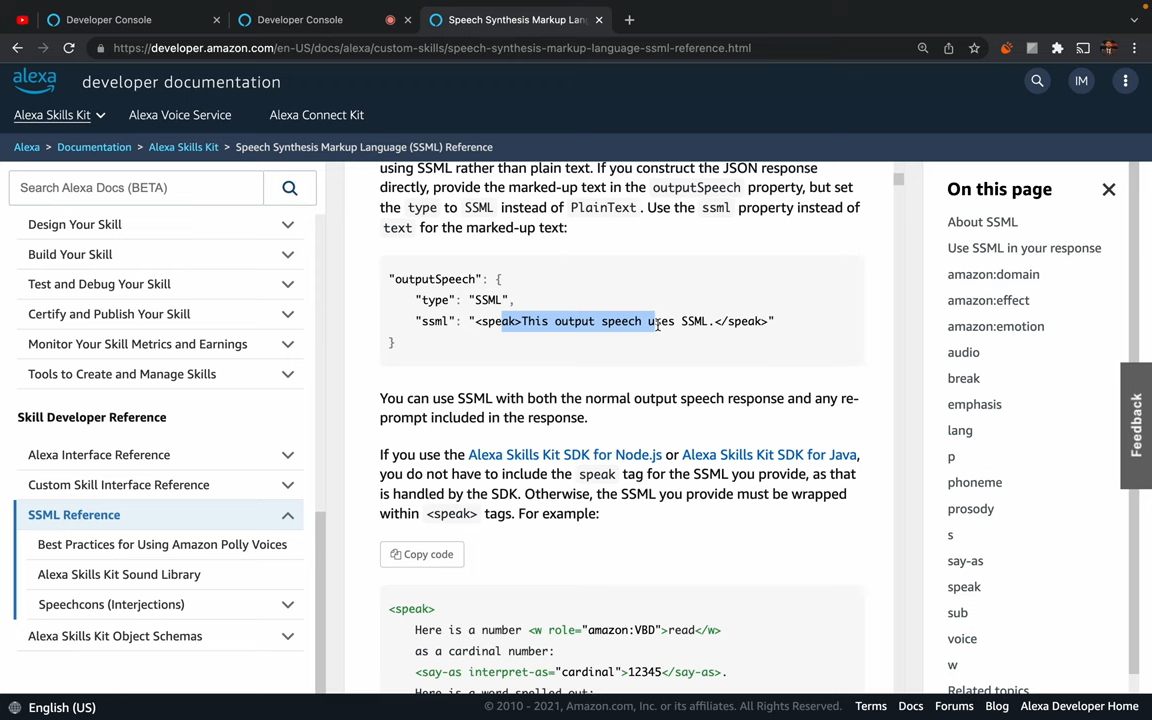 Developer Console
Developer Console
Speech Synthesis Markup Lan
https://developer.amazon.com/en-US/docs/alexa/custom-skills/speech-synthesis-markup-language-ssml-reference.html
alexa
developer documentation
IM
Alexa Skills Kit
Alexa Voice Service
Alexa Connect Kit
Alexa > Documentation > Alexa Skills Kit > Speech Synthesis Markup Language (SSML) Reference
Search Alexa Docs (BETA)
Design Your Skill
Build Your Skill
Test and Debug Your Skill
Certify and Publish Your Skill
Monitor Your Skill Metrics and Earnings
Tools to Create and Manage Skills
Skill Developer Reference
Alexa Interface Reference
Custom Skill Interface Reference
SSML Reference
Best Practices for Using Amazon Polly Voices
Alexa Skills Kit Sound Library
Speechcons (Interjections)
Alexa Skills Kit Object Schemas
using SSML rather than plain text. If you construct the JSON response
directly, provide the marked-up text in the outputSpeech property, but set
the type to SSML instead of PlainText. Use the ssml property instead of
text for the marked-up text:
"outputSpeech": {
"type": "SSML",
"ssml": "<speak>This output speech uses SSML.</speak>"
}
You can use SSML with both the normal output speech response and any re-
prompt included in the response.
If you use the Alexa Skills Kit SDK for Node.js or Alexa Skills Kit SDK for Java,
you do not have to include the speak tag for the SSML you provide, as that
is handled by the SDK. Otherwise, the SSML you provide must be wrapped
within <speak> tags. For example:
Copy code
<speak>
Here is a number <w role="amazon:VBD">read</w>
as a cardinal number:
<say-as interpret-as="cardinal">12345</say-as>.
Here is a word spelled out:
On this page
About SSML
Use SSML in your response
amazon:domain
amazon:effect
amazon:emotion
audio
break
emphasis
lang
p
phoneme
prosody
s
say-as
speak
sub
voice
w
Related topics
Feedback
English (US)
© 2010 - 2021, Amazon.com, Inc. or its affiliates. All Rights Reserved.
Terms
Docs
Forums
Blog
Alexa Developer Home